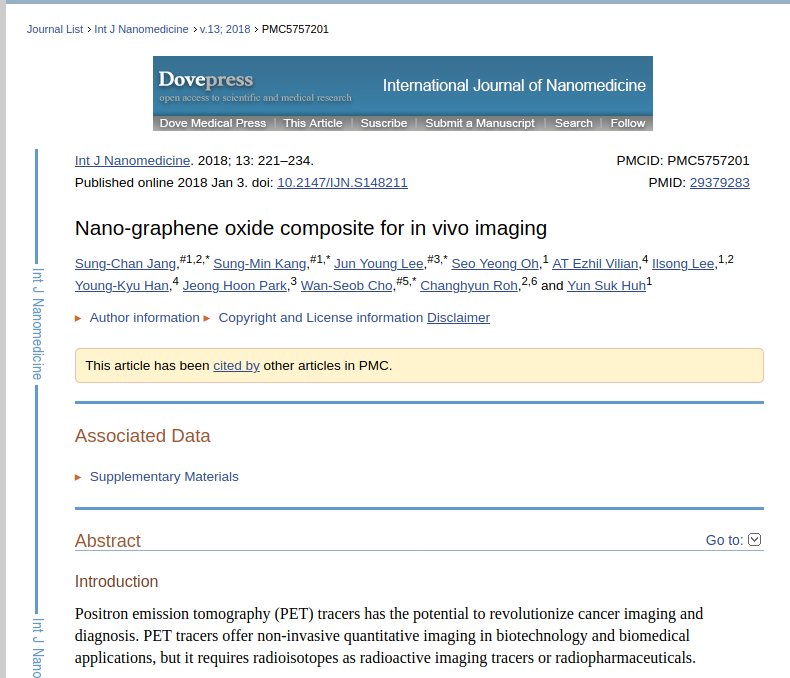 Journal List > Int J Nanomedicine > v.13; 2018 > PMC5757201
Dovepress
open access to scientific and medical research
International Journal of Nanomedicine
Dove Medical Press | This Article | Suscribe | Submit a Manuscript | Search | Follow
Int J Nanomedicine. 2018; 13: 221–234.
PMCID: PMC5757201
Published online 2018 Jan 3. doi: 10.2147/IJN.S148211
PMID: 29379283
Nano-graphene oxide composite for in vivo imaging
Sung-Chan Jang,#1,2,* Sung-Min Kang,#1,* Jun Young Lee,#3,* Seo Yeong Oh,1 AT Ezhil Vilian,4 Ilsong Lee,1,2
Young-Kyu Han,4 Jeong Hoon Park,3 Wan-Seob Cho,#5,* Changhyun Roh,2,6 and Yun Suk Huh1
► Author information ► Copyright and License information Disclaimer
This article has been cited by other articles in PMC.
Associated Data
► Supplementary Materials
Abstract
Go to:
Introduction
Positron emission tomography (PET) tracers has the potential to revolutionize cancer imaging and
diagnosis. PET tracers offer non-invasive quantitative imaging in biotechnology and biomedical
applications, but it requires radioisotopes as radioactive imaging tracers or radiopharmaceuticals.
Int J Nanomedicine
Int J Nano